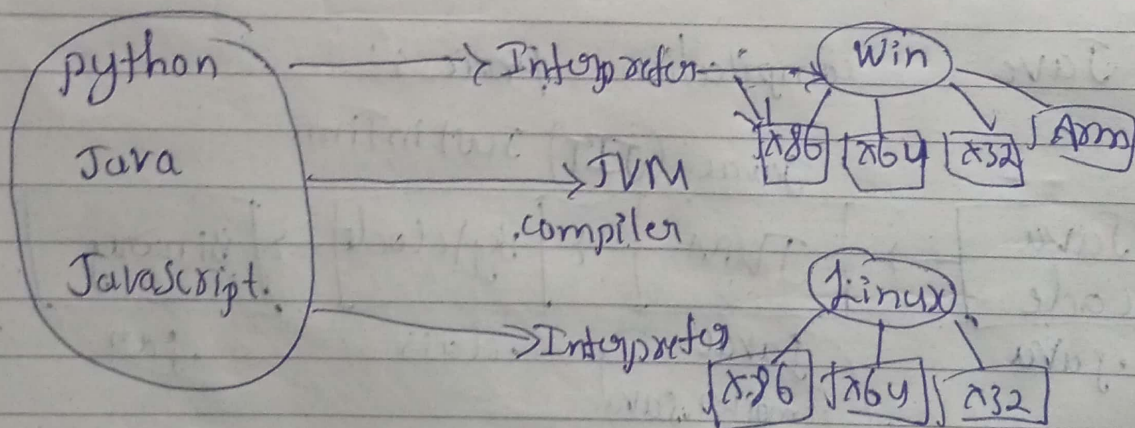 python → Interpreter → Win
x86 x64 x32 Arm
Java → JVM
compiler
Javascript. → Interpreter
Linux
x86 x64 x32